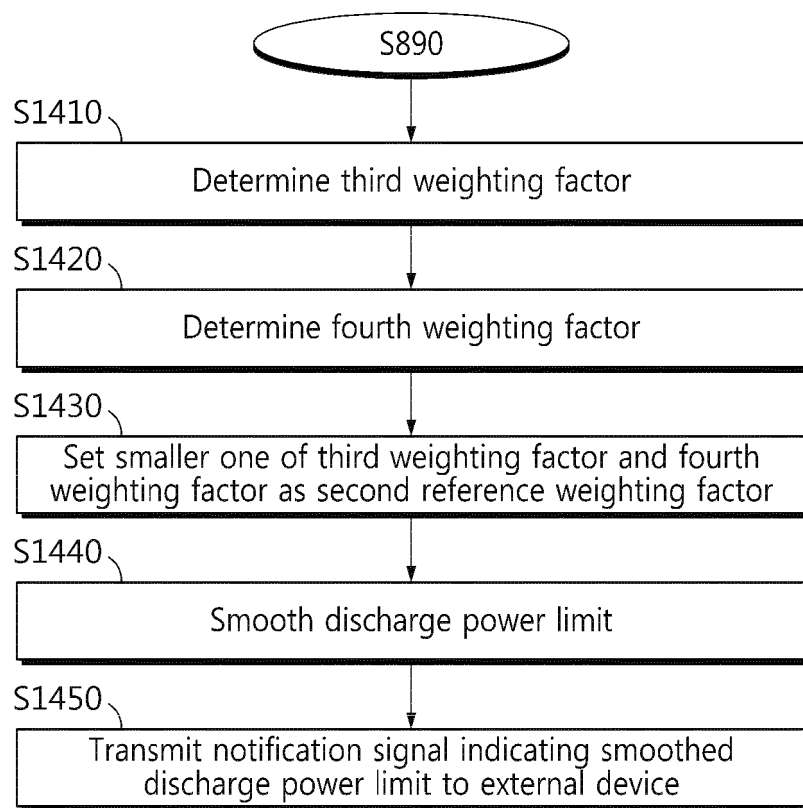 S890
S1410
Determine third weighting factor
S1420
Determine fourth weighting factor
S1430
Set smaller one of third weighting factor and fourth
weighting factor as second reference weighting factor
S1440
Smooth discharge power limit
S1450
Transmit notification signal indicating smoothed
discharge power limit to external device